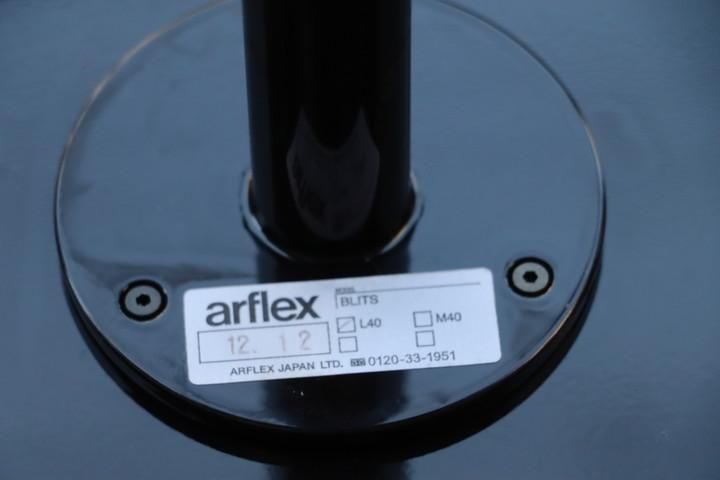 arflex
MODEL
BLITS
L40
M40
12. 12
ARFLEX JAPAN LTD. 0120-33-1951